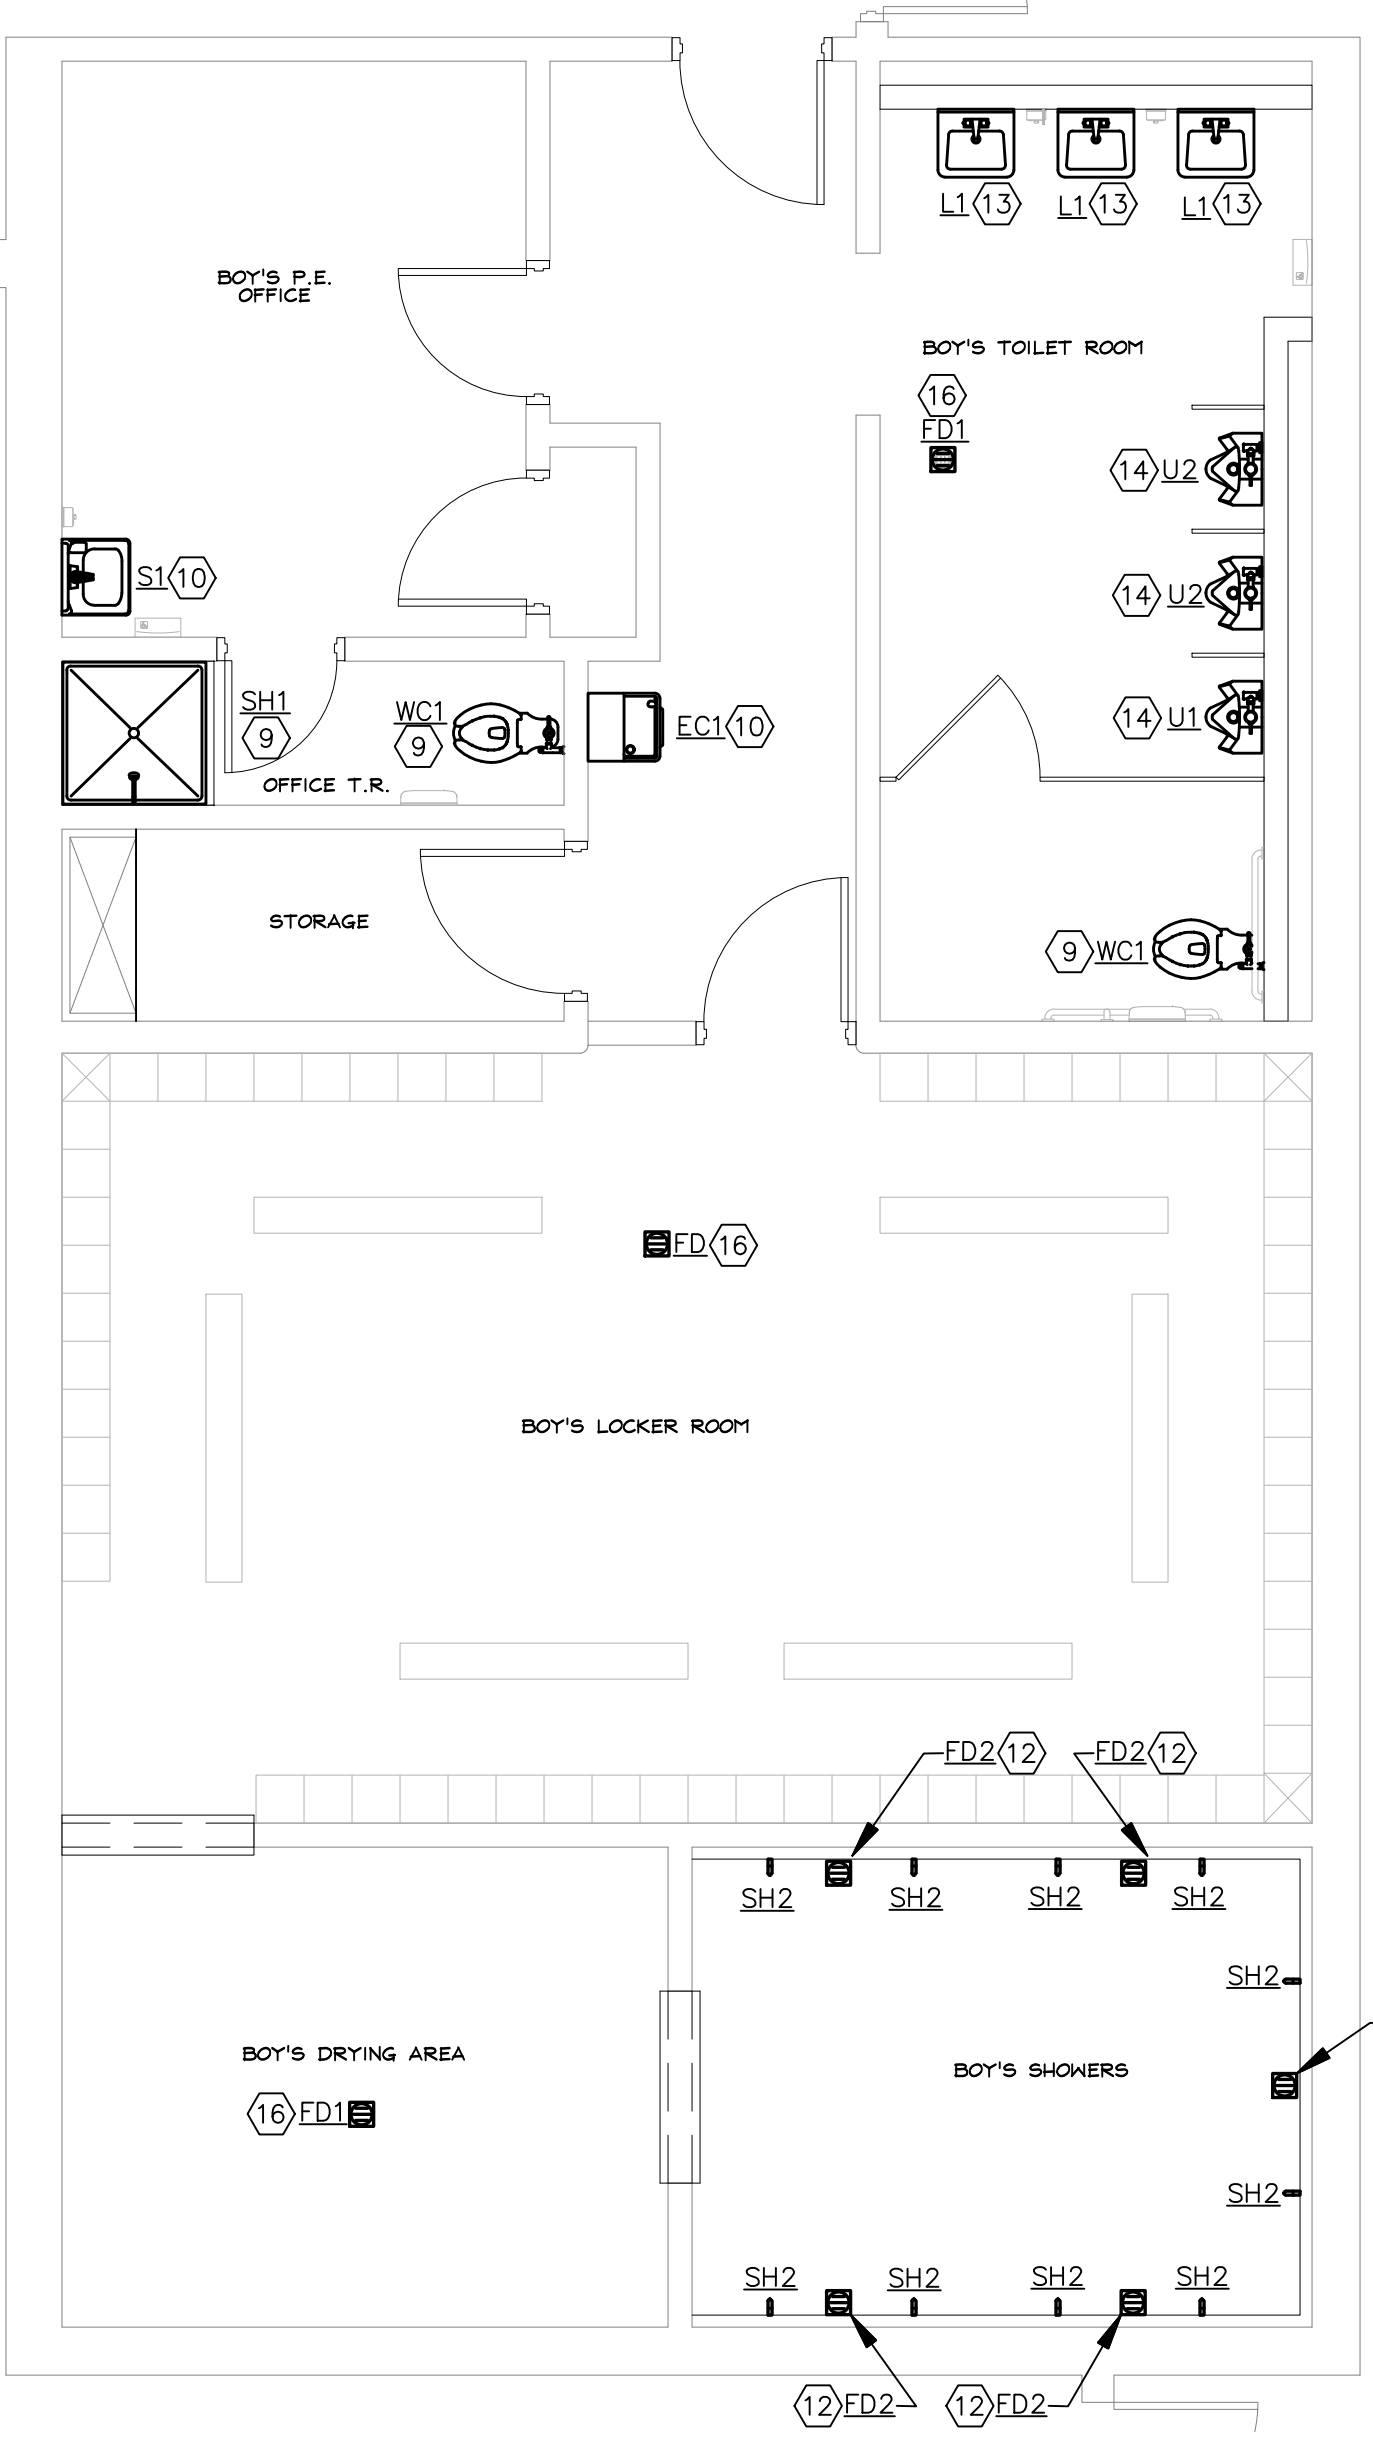 L1 13
L1 13
L1 13
BOY'S P.E.
OFFICE
BOY'S TOILET ROOM
16
FD1
14 U2
S1 10
14 U2
SH1
9
WC1
9
EC1 10
14 U1
OFFICE T.R.
STORAGE
9 WC1
FD 16
BOY'S LOCKER ROOM
FD2 12
FD2 12
SH2
SH2
SH2
SH2
SH2
BOY'S DRYING AREA
BOY'S SHOWERS
16 FD1
SH2
SH2
SH2
SH2
SH2
12 FD2
12 FD2